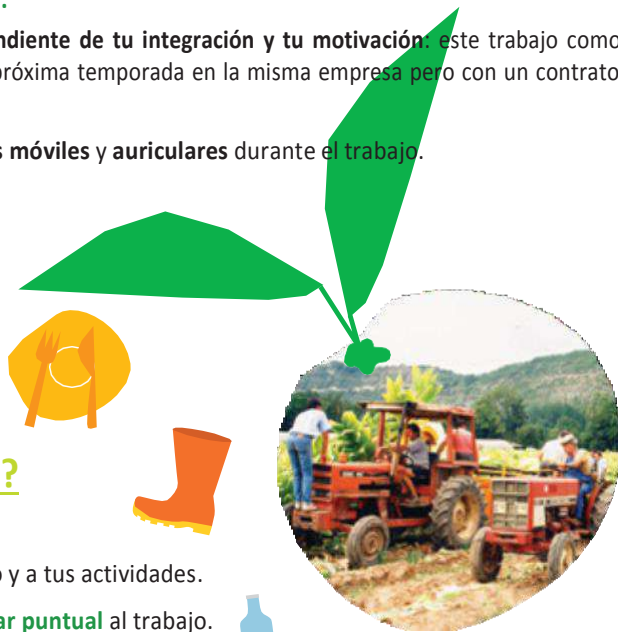 ndiente de tu integración y tu motivación: este trabajo como
próxima temporada en la misma empresa pero con un contrato
s móviles y auriculares durante el trabajo.
?
o y a tus actividades.
ar puntual al trabajo.